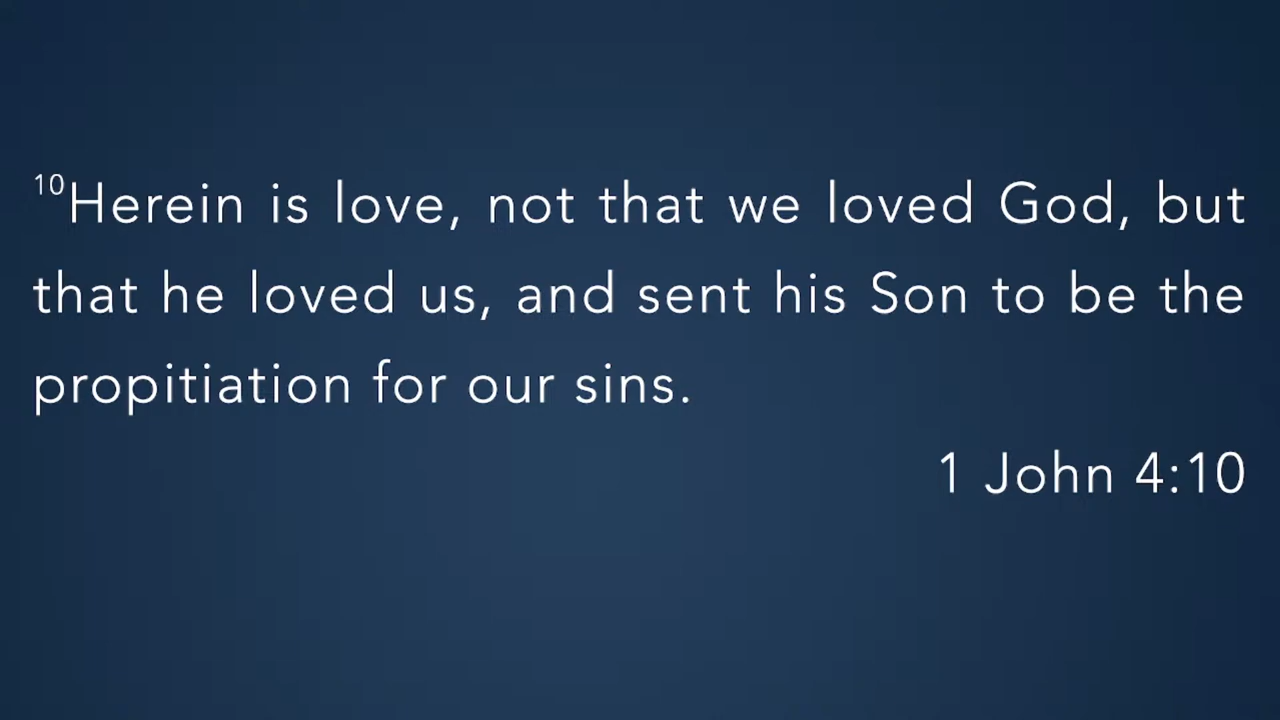 10Herein is love, not that we loved God, but
that he loved us, and sent his Son to be the
propitiation for our sins.
1 John 4:10